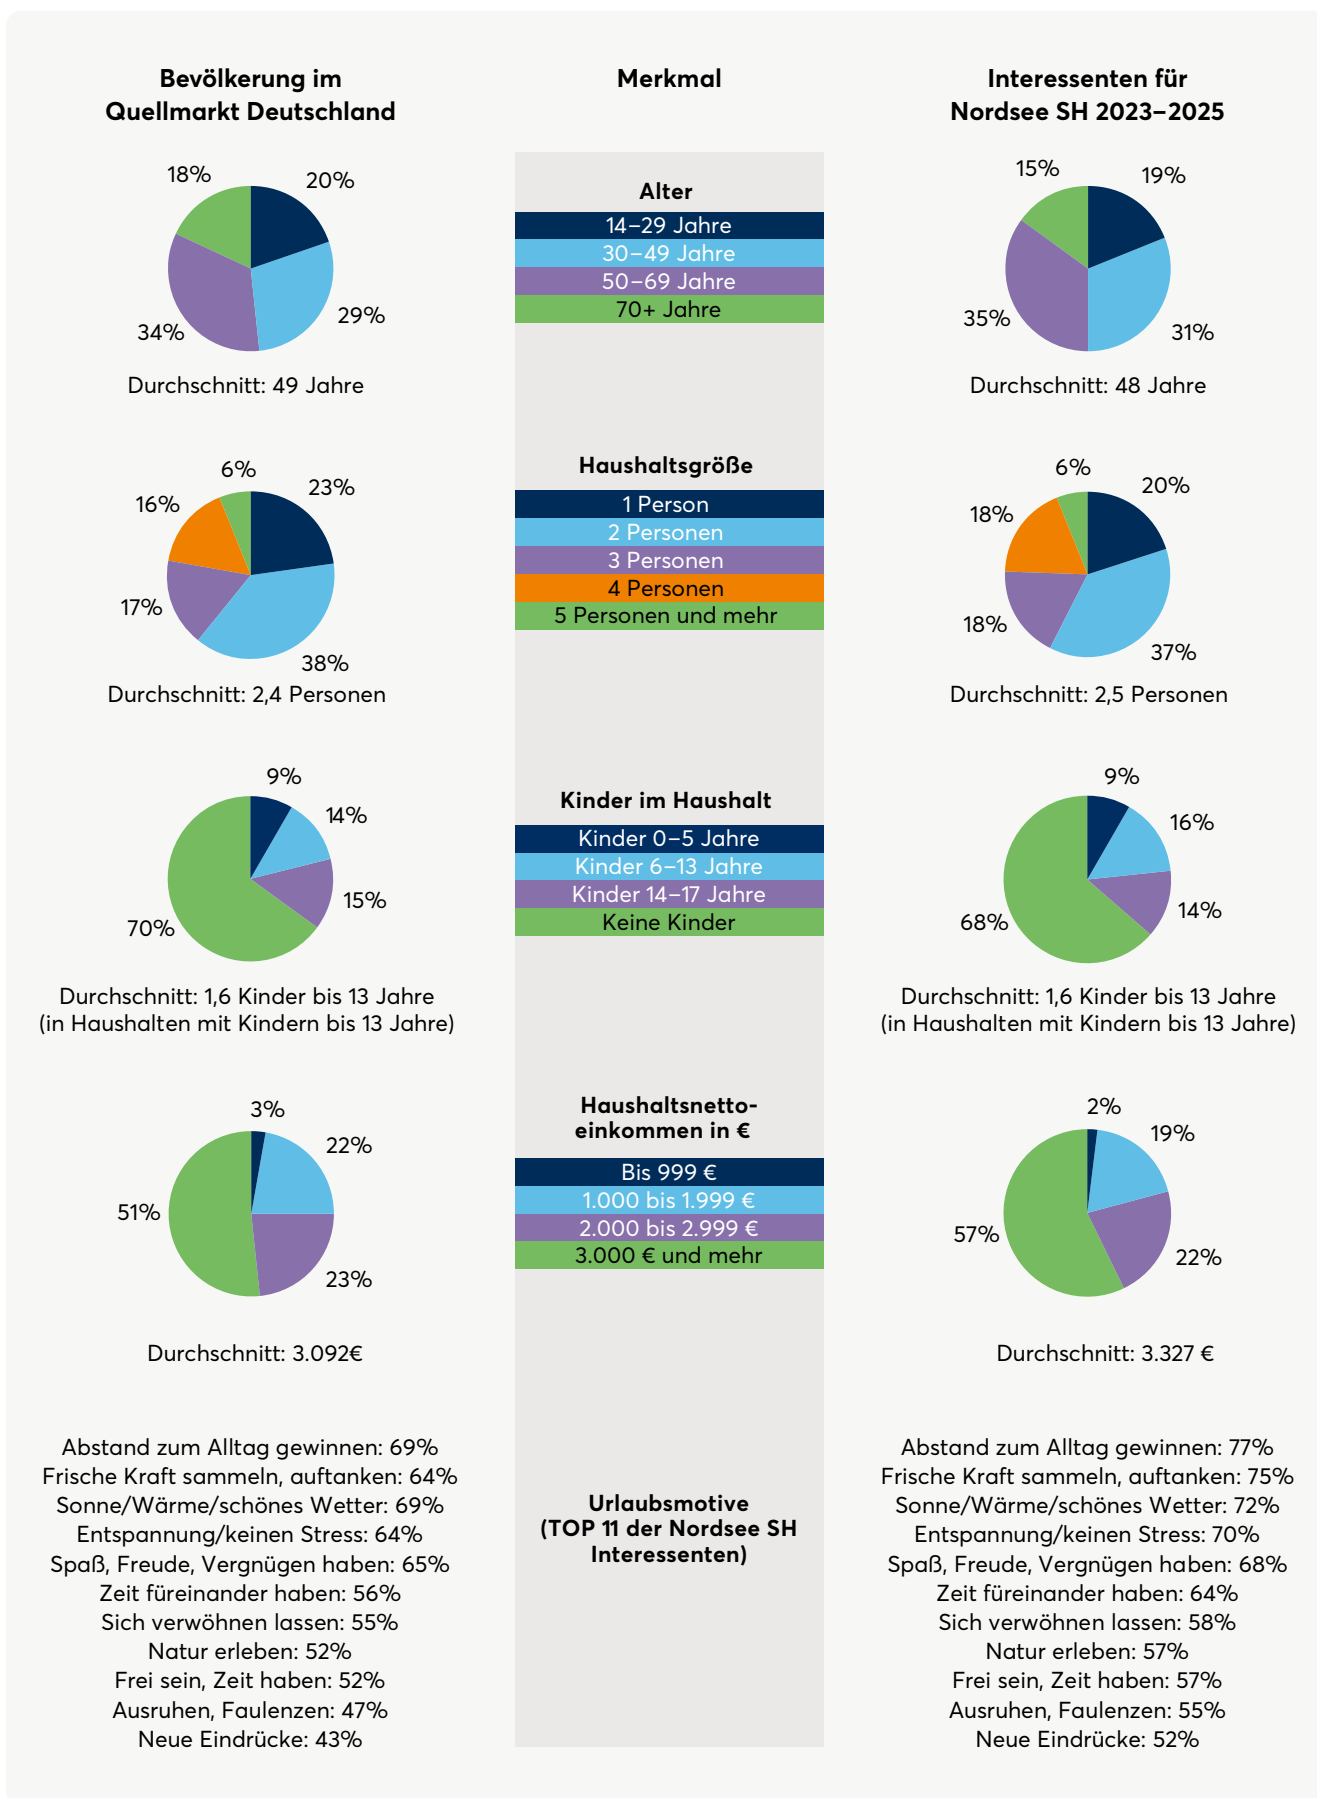 Bevölkerung im
Quellmarkt Deutschland
Merkmal
Interessenten für
Nordsee SH 2023–2025
18%
20%
34%
29%
Durchschnitt: 49 Jahre
Alter
14–29 Jahre
30–49 Jahre
50–69 Jahre
70+ Jahre
15%
19%
35%
31%
Durchschnitt: 48 Jahre
6%
23%
16%
17%
38%
Durchschnitt: 2,4 Personen
Haushaltsgröße
1 Person
2 Personen
3 Personen
4 Personen
5 Personen und mehr
6%
20%
18%
18%
37%
Durchschnitt: 2,5 Personen
9%
14%
15%
70%
Durchschnitt: 1,6 Kinder bis 13 Jahre
(in Haushalten mit Kindern bis 13 Jahre)
Kinder im Haushalt
Kinder 0–5 Jahre
Kinder 6–13 Jahre
Kinder 14–17 Jahre
Keine Kinder
9%
16%
14%
68%
Durchschnitt: 1,6 Kinder bis 13 Jahre
(in Haushalten mit Kindern bis 13 Jahre)
3%
22%
51%
23%
Durchschnitt: 3.092€
Haushaltsnetto-
einkommen in €
Bis 999 €
1.000 bis 1.999 €
2.000 bis 2.999 €
3.000 € und mehr
2%
19%
57%
22%
Durchschnitt: 3.327 €
Abstand zum Alltag gewinnen: 69%
Frische Kraft sammeln, auftanken: 64%
Sonne/Wärme/schönes Wetter: 69%
Entspannung/keinen Stress: 64%
Spaß, Freude, Vergnügen haben: 65%
Zeit füreinander haben: 56%
Sich verwöhnen lassen: 55%
Natur erleben: 52%
Frei sein, Zeit haben: 52%
Ausruhen, Faulenzen: 47%
Neue Eindrücke: 43%
Urlaubsmotive
(TOP 11 der Nordsee SH
Interessenten)
Abstand zum Alltag gewinnen: 77%
Frische Kraft sammeln, auftanken: 75%
Sonne/Wärme/schönes Wetter: 72%
Entspannung/keinen Stress: 70%
Spaß, Freude, Vergnügen haben: 68%
Zeit füreinander haben: 64%
Sich verwöhnen lassen: 58%
Natur erleben: 57%
Frei sein, Zeit haben: 57%
Ausruhen, Faulenzen: 55%
Neue Eindrücke: 52%